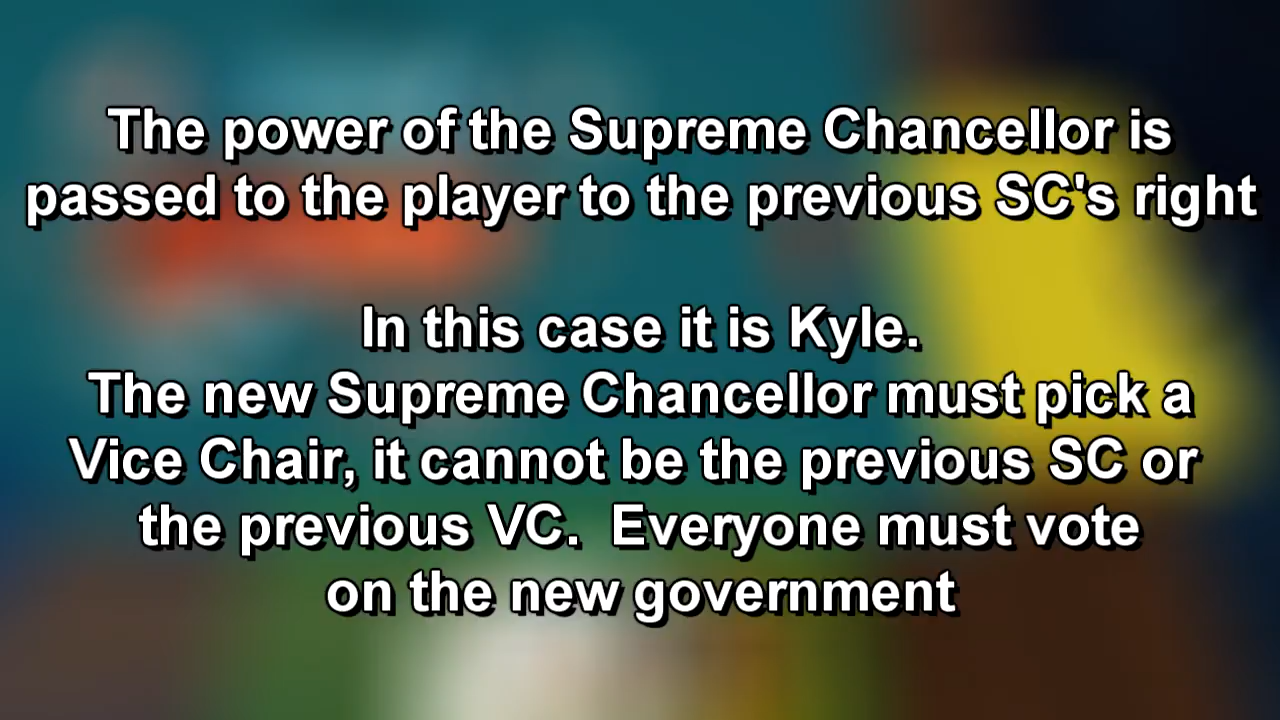 The power of the Supreme Chancellor is
passed to the player to the previous SC's right
In this case it is Kyle.
The new Supreme Chancellor must pick a
Vice Chair, it cannot be the previous SC or
the previous VC.  Everyone must vote
on the new government